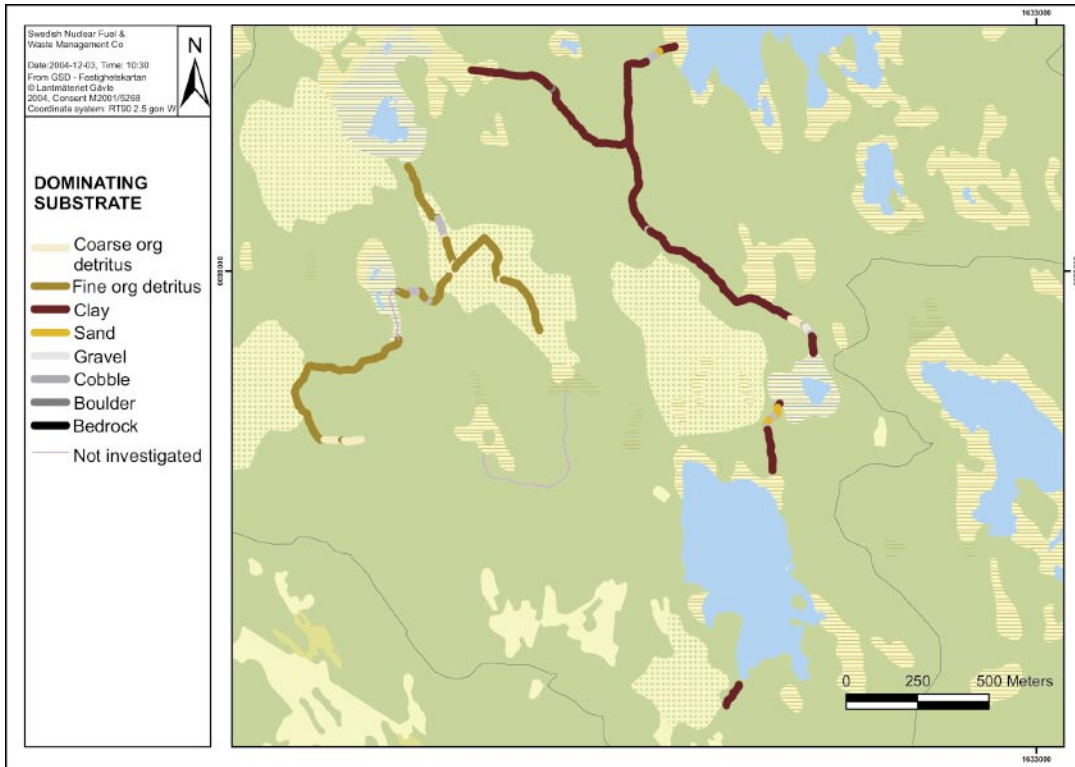 1633000
Swedish Nuclear Fuel &
Waste Management Co
N
Date:2004-12-03, Time: 10:30
From GSD - Fastighetskartan
© Lantmäteriet Gävle
2004, Consent M2001/5268
Coordinate system: RT90 2.5 gon W
DOMINATING
SUBSTRATE
Coarse org
detritus
Fine org detritus
Clay
Sand
Gravel
Cobble
Boulder
Bedrock
Not investigated
0 250 500 Meters
1633000